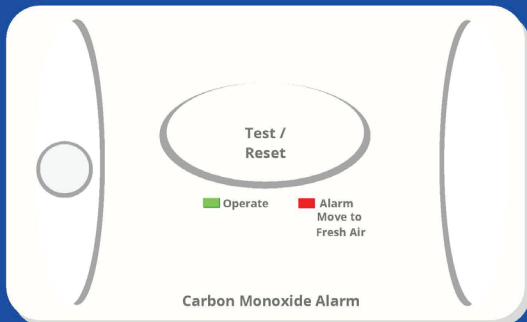 Test /
Reset
Operate
Alarm
Move to
Fresh Air
Carbon Monoxide Alarm